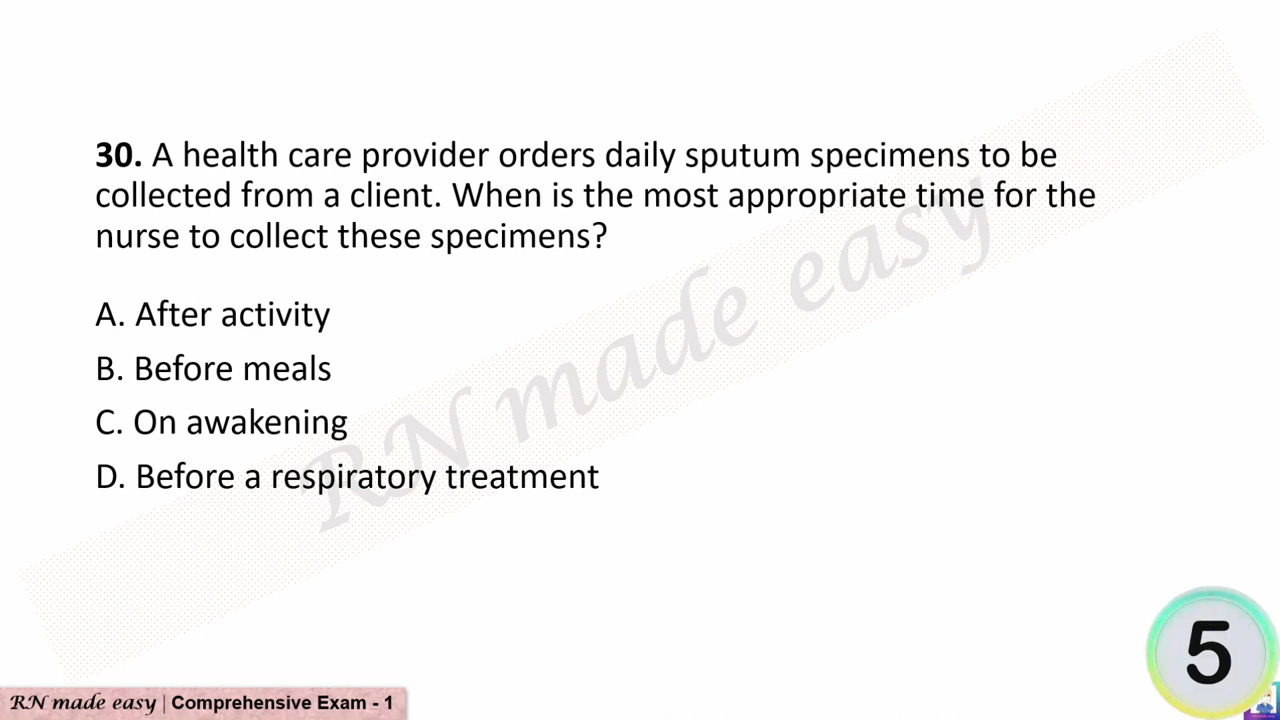 30. A health care provider orders daily sputum specimens to be
collected from a client. When is the most appropriate time for the
nurse to collect these specimens?
A. After activity
B. Before meals
C. On awakening
D. Before a respiratory treatment
RN made easy
5
RN made easy | Comprehensive Exam - 1